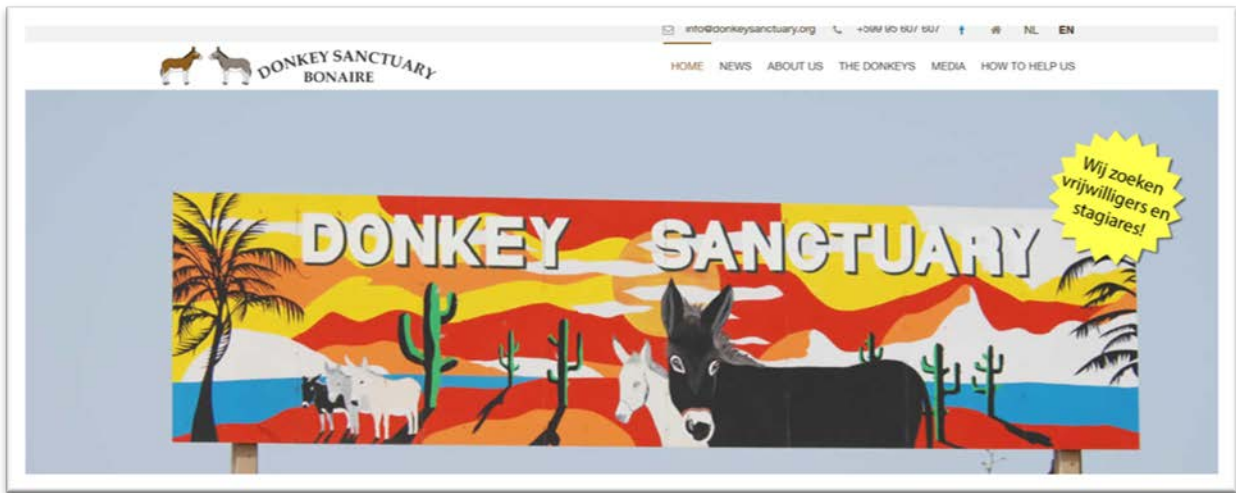 info@donkeysanctuary.org +599 95 607 607 NL EN
DONKEY SANCTUARY
BONAIRE
HOME NEWS ABOUT US THE DONKEYS MEDIA HOW TO HELP US
Wij zoeken
vrijwilligers en
stagiares!
DONKEY SANCTUARY